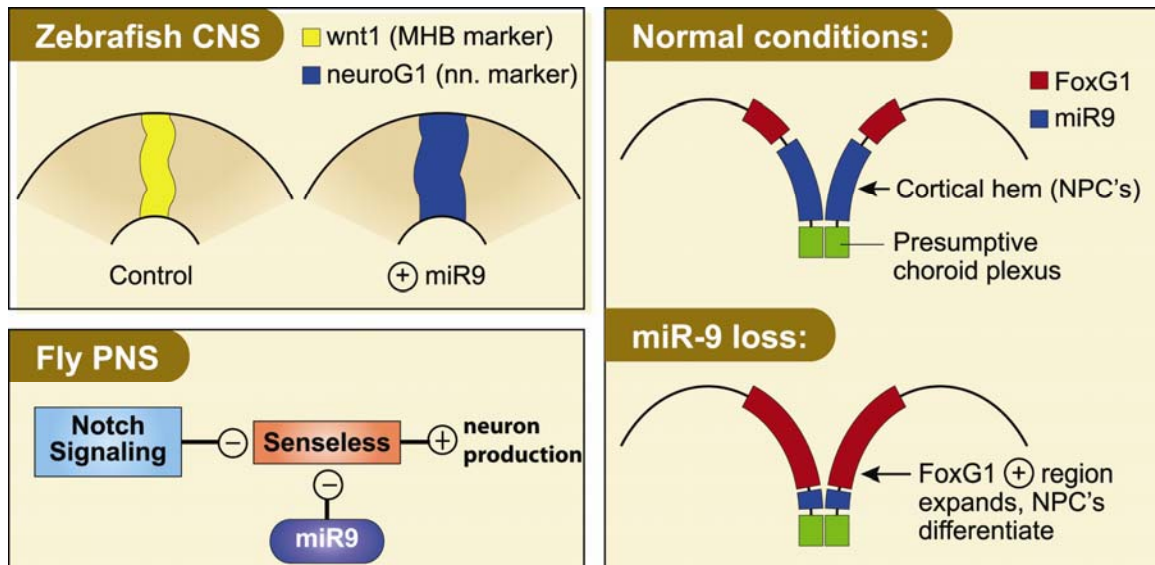 Zebrafish CNS
wnt1 (MHB marker)
neuroG1 (nn. marker)
Control
+ miR9
Fly PNS
Notch
Signaling
−
Senseless
+
neuron
production
−
miR9
Normal conditions:
FoxG1
miR9
Cortical hem (NPC's)
Presumptive
choroid plexus
miR-9 loss:
FoxG1 + region
expands, NPC's
differentiate